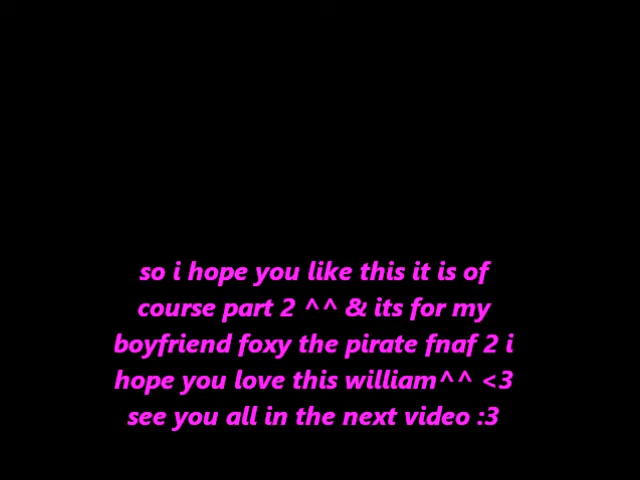 so i hope you like this it is of
course part 2 ^^ & its for my
boyfriend foxy the pirate fnaf 2 i
hope you love this william^^ <3
see you all in the next video :3